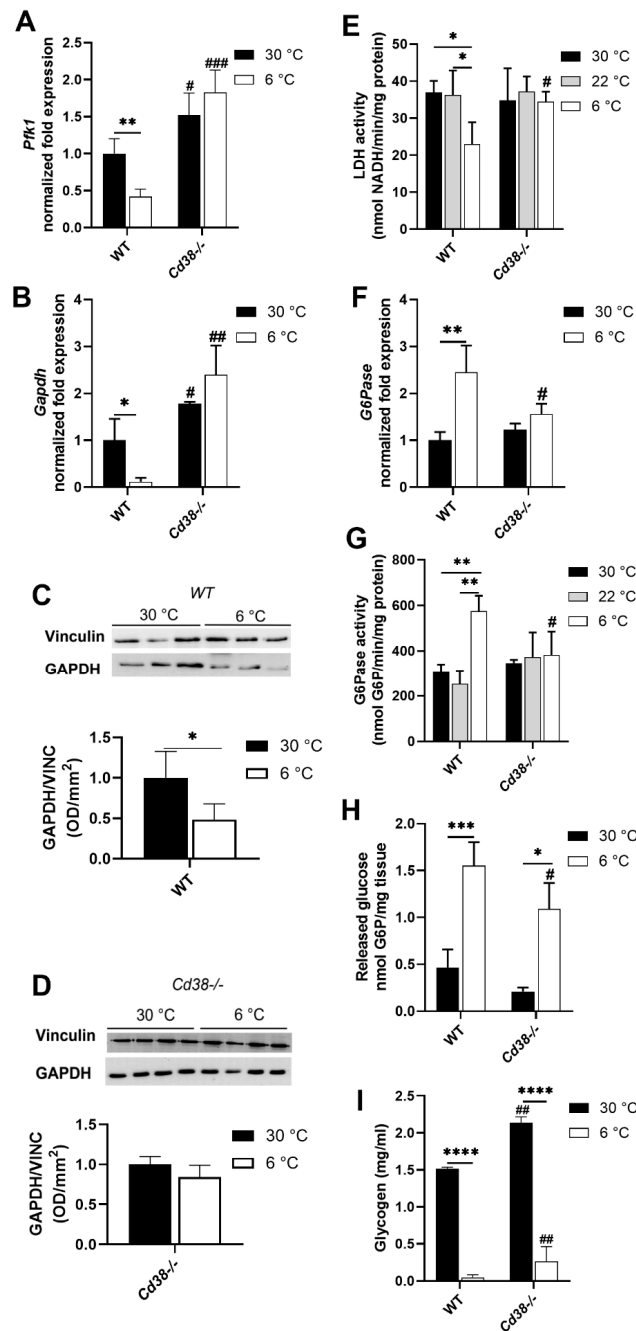 A
Pfk1
normalized fold expression
2.5
2.0
1.5
1.0
0.5
0.0
**
#
###
30 °C
6 °C
WT
Cd38-/-
B
Gapdh
normalized fold expression
4
3
2
1
0
*
#
##
30 °C
6 °C
WT
Cd38-/-
C
WT
30 °C 6 °C
Vinculin
GAPDH
GAPDH/VINC
(OD/mm²)
1.5
1.0
0.5
0.0
*
30 °C
6 °C
WT
D
Cd38-/-
30 °C 6 °C
Vinculin
GAPDH
GAPDH/VINC
(OD/mm²)
1.5
1.0
0.5
0.0
30 °C
6 °C
Cd38-/-
E
LDH activity
(nmol NADH/min/mg protein)
50
40
30
20
10
0
*
*
#
30 °C
22 °C
6 °C
WT
Cd38-/-
F
G6Pase
normalized fold expression
4
3
2
1
0
**
#
30 °C
6 °C
WT
Cd38-/-
G
G6Pase activity
(nmol G6P/min/mg protein)
800
600
400
200
0
**
**
#
30 °C
22 °C
6 °C
WT
Cd38-/-
H
Released glucose
nmol G6P/mg tissue
2.0
1.5
1.0
0.5
0.0
***
*
#
30 °C
6 °C
WT
Cd38-/-
I
Glycogen (mg/ml)
2.5
2.0
1.5
1.0
0.5
0.0
****
##
****
##
30 °C
6 °C
WT
Cd38-/-